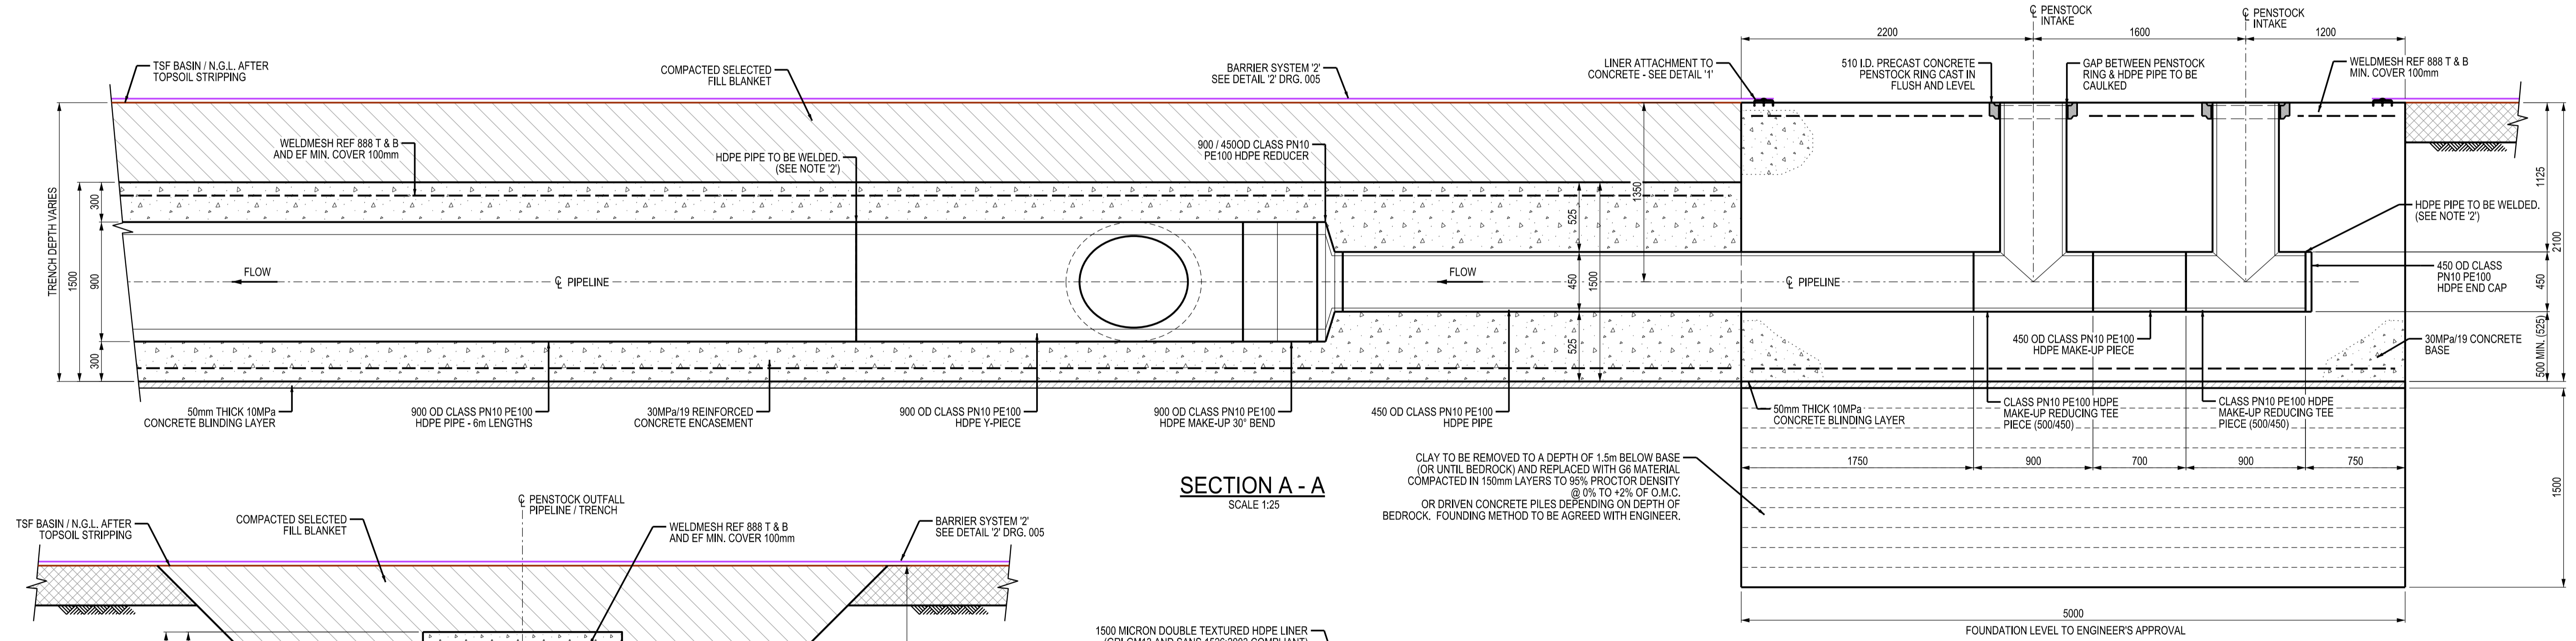 ℄ PENSTOCK
INTAKE
℄ PENSTOCK
INTAKE
2200
1600
1200
TSF BASIN / N.G.L. AFTER
TOPSOIL STRIPPING
COMPACTED SELECTED
FILL BLANKET
BARRIER SYSTEM '2'
SEE DETAIL '2' DRG. 005
LINER ATTACHMENT TO
CONCRETE - SEE DETAIL '1'
510 I.D. PRECAST CONCRETE
PENSTOCK RING CAST IN
FLUSH AND LEVEL
GAP BETWEEN PENSTOCK
RING & HDPE PIPE TO BE
CAULKED
WELDMESH REF 888 T & B
MIN. COVER 100mm
WELDMESH REF 888 T & B
AND EF MIN. COVER 100mm
HDPE PIPE TO BE WELDED.
(SEE NOTE '2')
900 / 450OD CLASS PN10
PE100 HDPE REDUCER
TRENCH DEPTH VARIES
1500
300
900
300
1350
525
450
525
1500
1125
2100
450
500 MIN. (525)
HDPE PIPE TO BE WELDED.
(SEE NOTE '2')
FLOW
℄ PIPELINE
FLOW
℄ PIPELINE
450 OD CLASS
PN10 PE100
HDPE END CAP
450 OD CLASS PN10 PE100
HDPE MAKE-UP PIECE
30MPa/19 CONCRETE
BASE
50mm THICK 10MPa
CONCRETE BLINDING LAYER
900 OD CLASS PN10 PE100
HDPE PIPE - 6m LENGTHS
30MPa/19 REINFORCED
CONCRETE ENCASEMENT
900 OD CLASS PN10 PE100
HDPE Y-PIECE
900 OD CLASS PN10 PE100
HDPE MAKE-UP 30° BEND
450 OD CLASS PN10 PE100
HDPE PIPE
50mm THICK 10MPa
CONCRETE BLINDING LAYER
CLASS PN10 PE100 HDPE
MAKE-UP REDUCING TEE
PIECE (500/450)
CLASS PN10 PE100 HDPE
MAKE-UP REDUCING TEE
PIECE (500/450)
1750
900
700
900
750
1500
SECTION A - A
SCALE 1:25
CLAY TO BE REMOVED TO A DEPTH OF 1.5m BELOW BASE
(OR UNTIL BEDROCK) AND REPLACED WITH G6 MATERIAL
COMPACTED IN 150mm LAYERS TO 95% PROCTOR DENSITY
@ 0% TO +2% OF O.M.C.
OR DRIVEN CONCRETE PILES DEPENDING ON DEPTH OF
BEDROCK. FOUNDING METHOD TO BE AGREED WITH ENGINEER.
5000
FOUNDATION LEVEL TO ENGINEER'S APPROVAL
TSF BASIN / N.G.L. AFTER
TOPSOIL STRIPPING
COMPACTED SELECTED
FILL BLANKET
℄ PENSTOCK OUTFALL
PIPELINE / TRENCH
WELDMESH REF 888 T & B
AND EF MIN. COVER 100mm
BARRIER SYSTEM '2'
SEE DETAIL '2' DRG. 005
1500 MICRON DOUBLE TEXTURED HDPE LINER